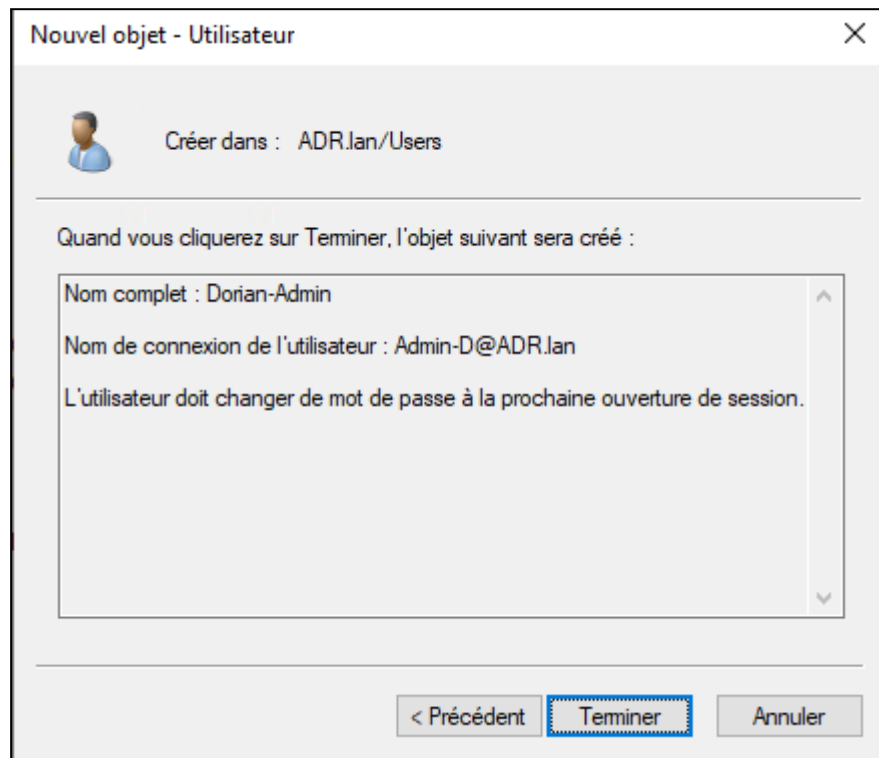 Nouvel objet - Utilisateur
Créer dans : ADR.lan/Users
Quand vous cliquerez sur Terminer, l'objet suivant sera créé :
Nom complet : Dorian-Admin
Nom de connexion de l'utilisateur : Admin-D@ADR.lan
L'utilisateur doit changer de mot de passe à la prochaine ouverture de session.
< Précédent
Terminer
Annuler